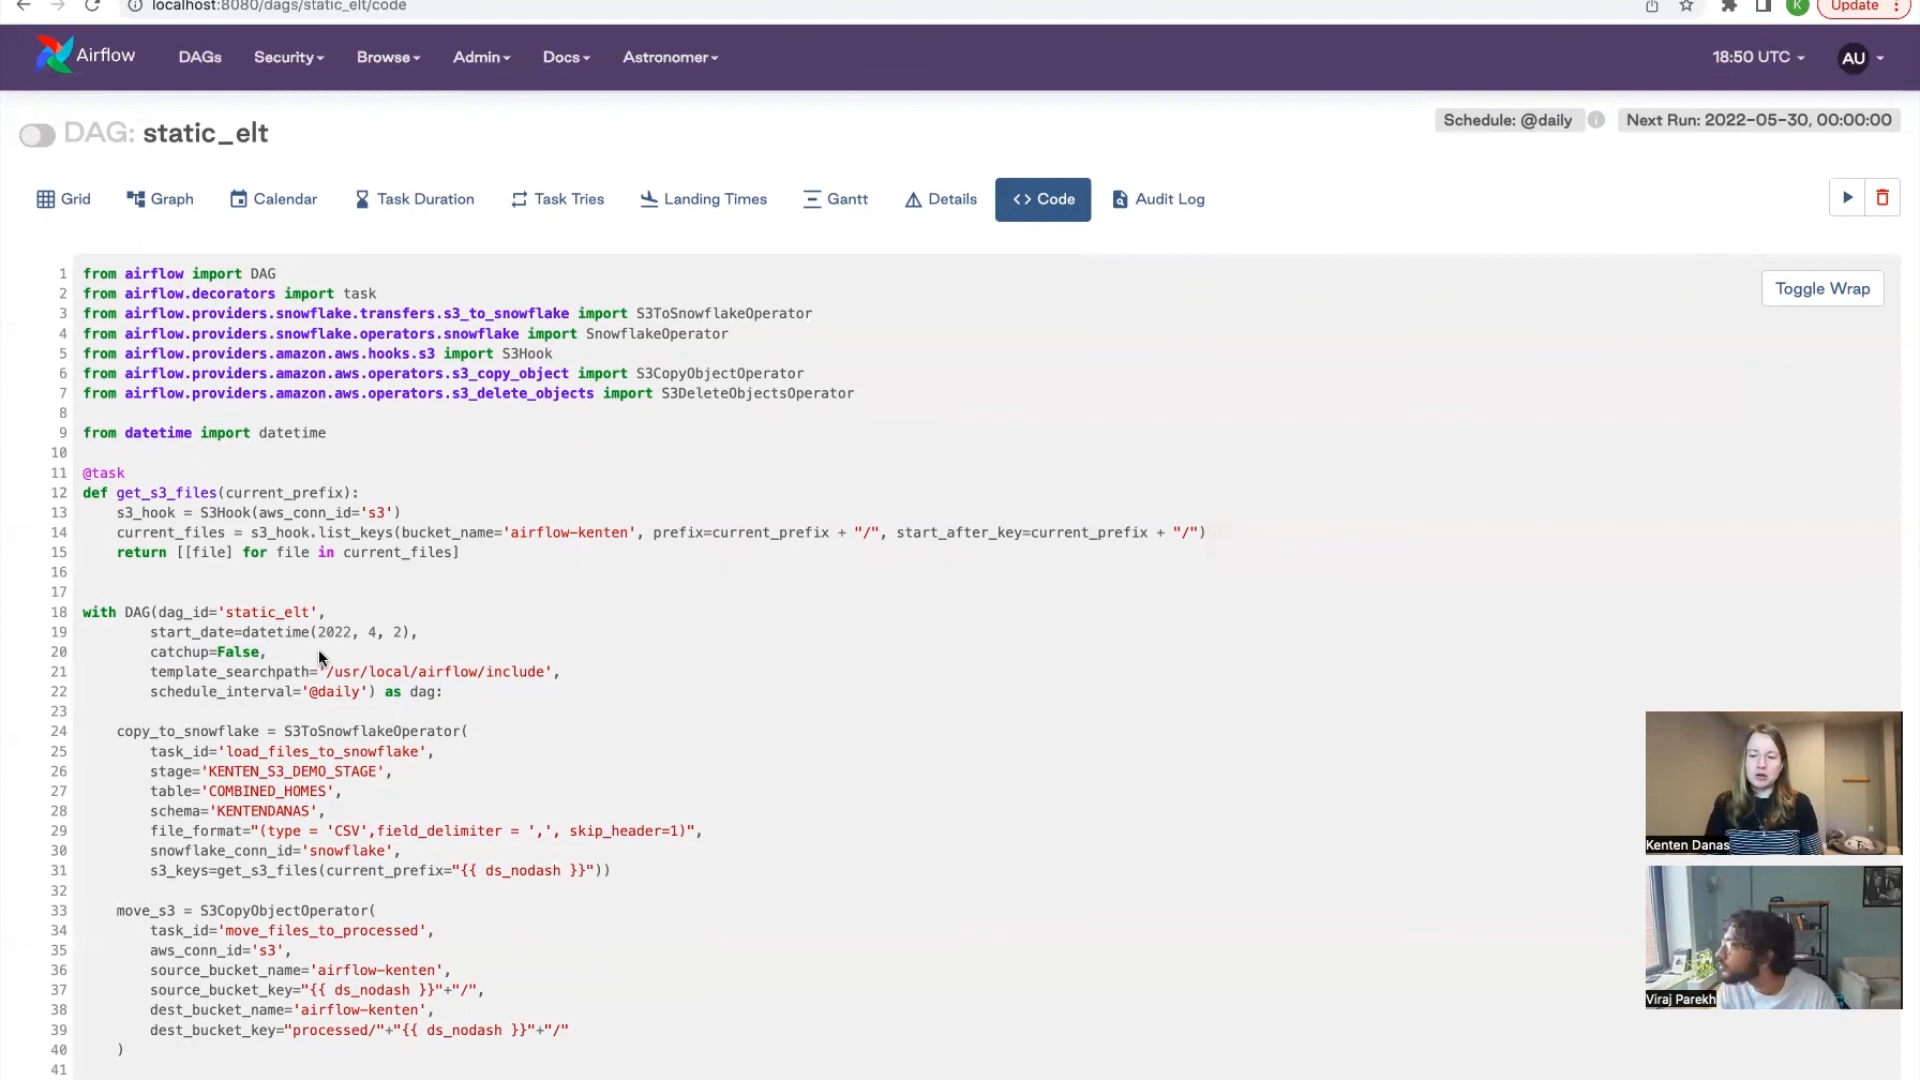 localhost:8080/dags/static_elt/code
K
Update
Airflow
DAGs
Security
Browse
Admin
Docs
Astronomer
18:50 UTC
AU
DAG: static_elt
Schedule: @daily
Next Run: 2022-05-30, 00:00:00
Grid
Graph
Calendar
Task Duration
Task Tries
Landing Times
Gantt
Details
<> Code
Audit Log
Toggle Wrap
1 from airflow import DAG
2 from airflow.decorators import task
3 from airflow.providers.snowflake.transfers.s3_to_snowflake import S3ToSnowflakeOperator
4 from airflow.providers.snowflake.operators.snowflake import SnowflakeOperator
5 from airflow.providers.amazon.aws.hooks.s3 import S3Hook
6 from airflow.providers.amazon.aws.operators.s3_copy_object import S3CopyObjectOperator
7 from airflow.providers.amazon.aws.operators.s3_delete_objects import S3DeleteObjectsOperator
8
9 from datetime import datetime
10
11 @task
12 def get_s3_files(current_prefix):
13     s3_hook = S3Hook(aws_conn_id='s3')
14     current_files = s3_hook.list_keys(bucket_name='airflow-kenten', prefix=current_prefix + "/", start_after_key=current_prefix + "/")
15     return [[file] for file in current_files]
16
17
18 with DAG(dag_id='static_elt',
19         start_date=datetime(2022, 4, 2),
20         catchup=False,
21         template_searchpath='/usr/local/airflow/include',
22         schedule_interval='@daily') as dag:
23
24     copy_to_snowflake = S3ToSnowflakeOperator(
25         task_id='load_files_to_snowflake',
26         stage='KENTEN_S3_DEMO_STAGE',
27         table='COMBINED_HOMES',
28         schema='KENTENDANAS',
29         file_format="(type = 'CSV',field_delimiter = ',', skip_header=1)",
30         snowflake_conn_id='snowflake',
31         s3_keys=get_s3_files(current_prefix="{{ ds_nodash }}"))
32
33     move_s3 = S3CopyObjectOperator(
34         task_id='move_files_to_processed',
35         aws_conn_id='s3',
36         source_bucket_name='airflow-kenten',
37         source_bucket_key="{{ ds_nodash }}"+"/",
38         dest_bucket_name='airflow-kenten',
39         dest_bucket_key="processed/"+"{{ ds_nodash }}"+"/"
40     )
41
Kenten Danas
Viraj Parekh